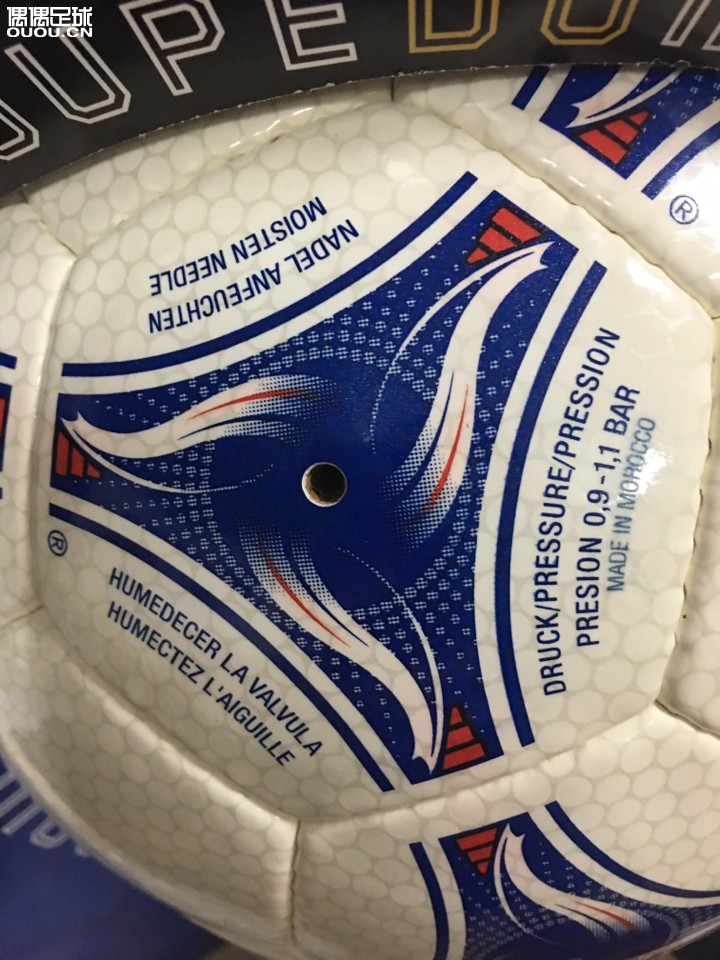 偶偶足球
OUOU.CN
UPE DU
MOISTEN NEEDLE
NADEL ANFEUCHTEN
®
DRUCK/PRESSURE/PRESSION
PRESION 0,9-1,1 BAR
MADE IN MOROCCO
®
HUMEDECER LA VALVULA
HUMECTEZ L'AIGUILLE